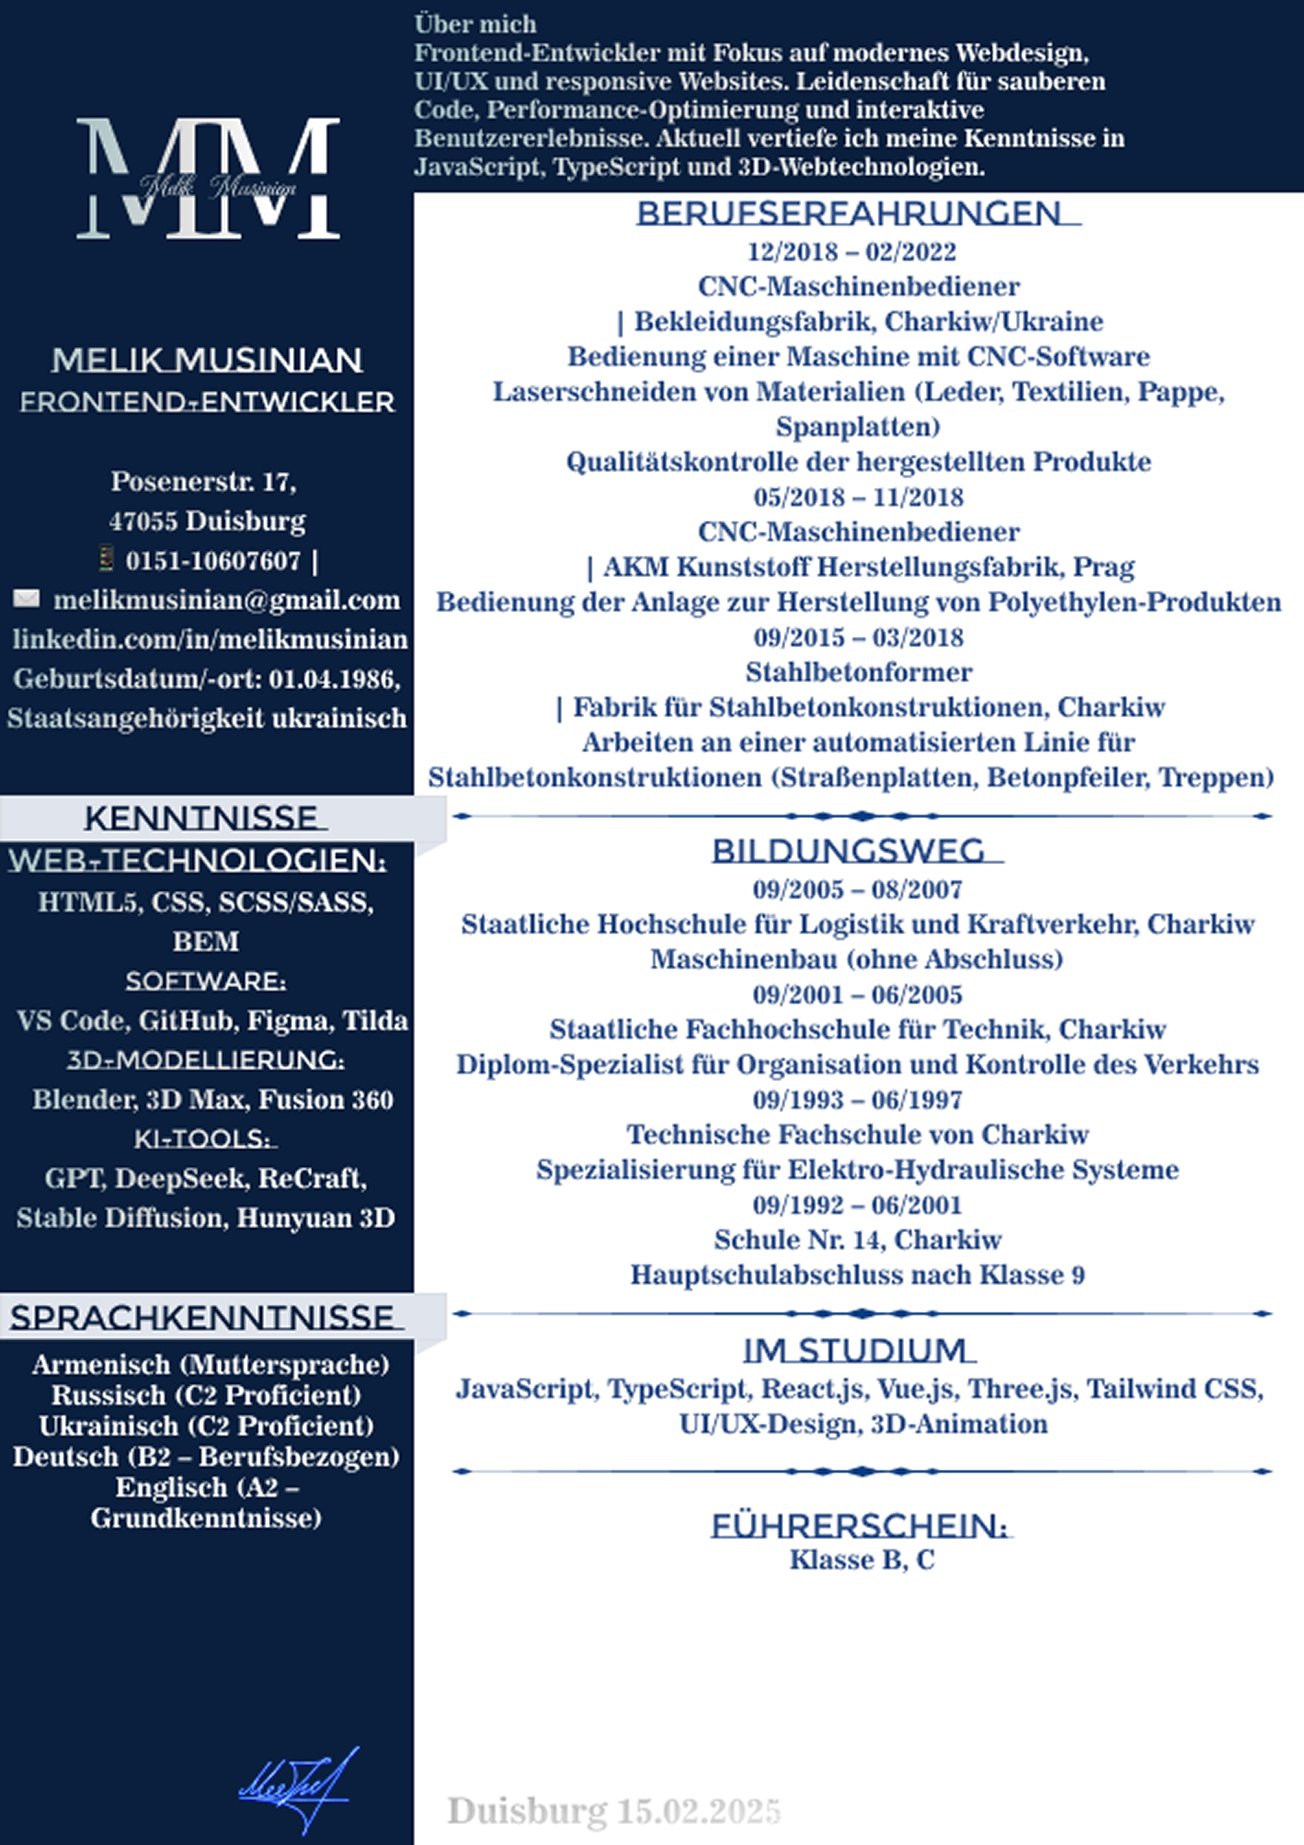 MM
Melik Musinian
MELIK MUSINIAN
FRONTEND-ENTWICKLER
Posenerstr. 17,
47055 Duisburg
📱 0151-10607607 |
✉️ melikmusinian@gmail.com
linkedin.com/in/melikmusinian
Geburtsdatum/-ort: 01.04.1986,
Staatsangehörigkeit ukrainisch
KENNTNISSE
WEB-TECHNOLOGIEN:
HTML5, CSS, SCSS/SASS,
BEM
SOFTWARE:
VS Code, GitHub, Figma, Tilda
3D-MODELLIERUNG:
Blender, 3D Max, Fusion 360
KI-TOOLS:
GPT, DeepSeek, ReCraft,
Stable Diffusion, Hunyuan 3D
SPRACHKENNTNISSE
Armenisch (Muttersprache)
Russisch (C2 Proficient)
Ukrainisch (C2 Proficient)
Deutsch (B2 – Berufsbezogen)
Englisch (A2 –
Grundkenntnisse)
Über mich
Frontend-Entwickler mit Fokus auf modernes Webdesign,
UI/UX und responsive Websites. Leidenschaft für sauberen
Code, Performance-Optimierung und interaktive
Benutzererlebnisse. Aktuell vertiefe ich meine Kenntnisse in
JavaScript, TypeScript und 3D-Webtechnologien.
BERUFSERFAHRUNGEN
12/2018 – 02/2022
CNC-Maschinenbediener
| Bekleidungsfabrik, Charkiw/Ukraine
Bedienung einer Maschine mit CNC-Software
Laserschneiden von Materialien (Leder, Textilien, Pappe,
Spanplatten)
Qualitätskontrolle der hergestellten Produkte
05/2018 – 11/2018
CNC-Maschinenbediener
| AKM Kunststoff Herstellungsfabrik, Prag
Bedienung der Anlage zur Herstellung von Polyethylen-Produkten
09/2015 – 03/2018
Stahlbetonformer
| Fabrik für Stahlbetonkonstruktionen, Charkiw
Arbeiten an einer automatisierten Linie für
Stahlbetonkonstruktionen (Straßenplatten, Betonpfeiler, Treppen)
BILDUNGSWEG
09/2005 – 08/2007
Staatliche Hochschule für Logistik und Kraftverkehr, Charkiw
Maschinenbau (ohne Abschluss)
09/2001 – 06/2005
Staatliche Fachhochschule für Technik, Charkiw
Diplom-Spezialist für Organisation und Kontrolle des Verkehrs
09/1993 – 06/1997
Technische Fachschule von Charkiw
Spezialisierung für Elektro-Hydraulische Systeme
09/1992 – 06/2001
Schule Nr. 14, Charkiw
Hauptschulabschluss nach Klasse 9
IM STUDIUM
JavaScript, TypeScript, React.js, Vue.js, Three.js, Tailwind CSS,
UI/UX-Design, 3D-Animation
FÜHRERSCHEIN:
Klasse B, C
Duisburg 15.02.2025